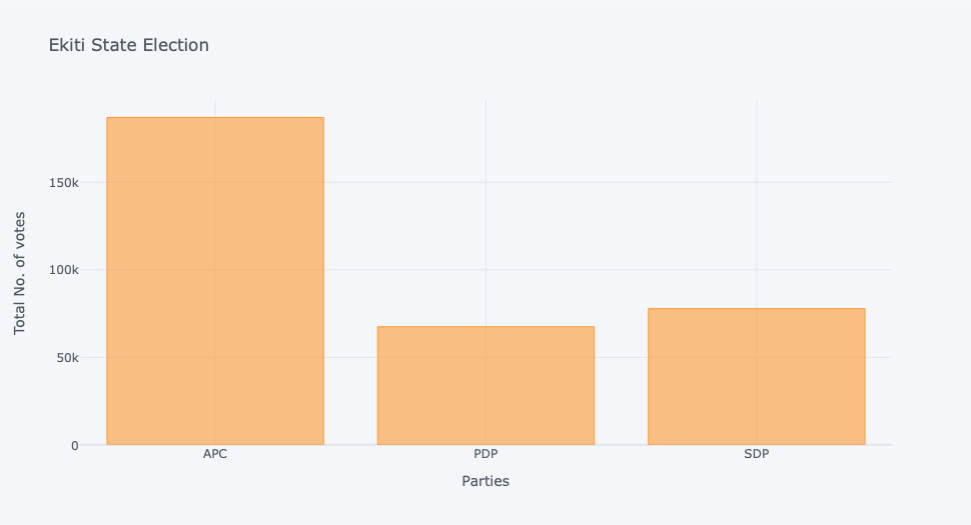 Ekiti State Election
Total No. of votes
150k
100k
50k
0
APC
PDP
SDP
Parties